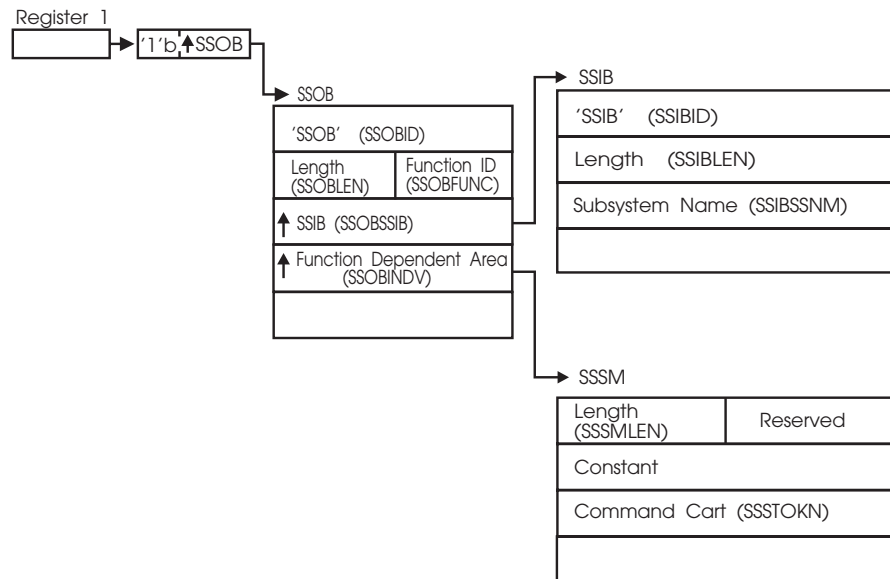 Register 1
'1'b SSOB
SSOB
'SSOB' (SSOBID)
Length
(SSOBLEN)
Function ID
(SSOBFUNC)
SSIB (SSOBSSIB)
Function Dependent Area
(SSOBINDV)
SSIB
'SSIB' (SSIBID)
Length (SSIBLEN)
Subsystem Name (SSIBSSNM)
SSSM
Length
(SSSMLEN)
Reserved
Constant
Command Cart (SSSTOKN)